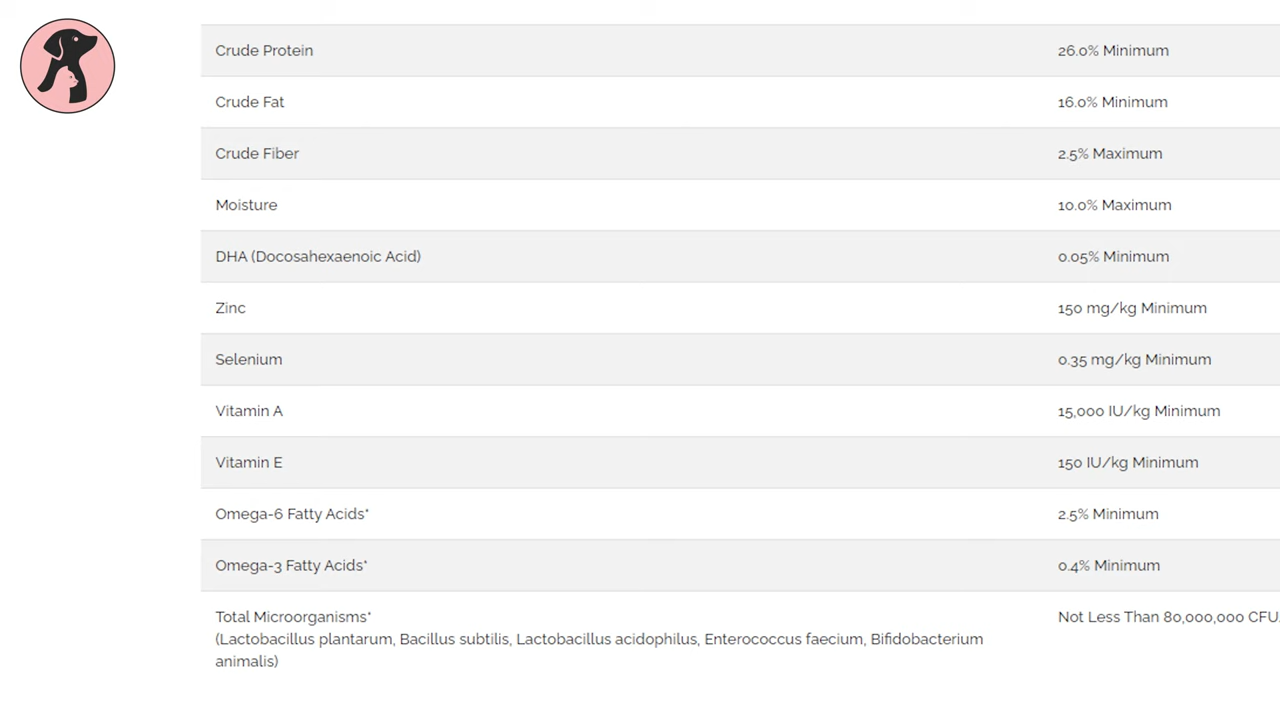 Crude Protein 26.0% Minimum
Crude Fat 16.0% Minimum
Crude Fiber 2.5% Maximum
Moisture 10.0% Maximum
DHA (Docosahexaenoic Acid) 0.05% Minimum
Zinc 150 mg/kg Minimum
Selenium 0.35 mg/kg Minimum
Vitamin A 15,000 IU/kg Minimum
Vitamin E 150 IU/kg Minimum
Omega-6 Fatty Acids* 2.5% Minimum
Omega-3 Fatty Acids* 0.4% Minimum
Total Microorganisms* Not Less Than 80,000,000 CFU
(Lactobacillus plantarum, Bacillus subtilis, Lactobacillus acidophilus, Enterococcus faecium, Bifidobacterium
animalis)